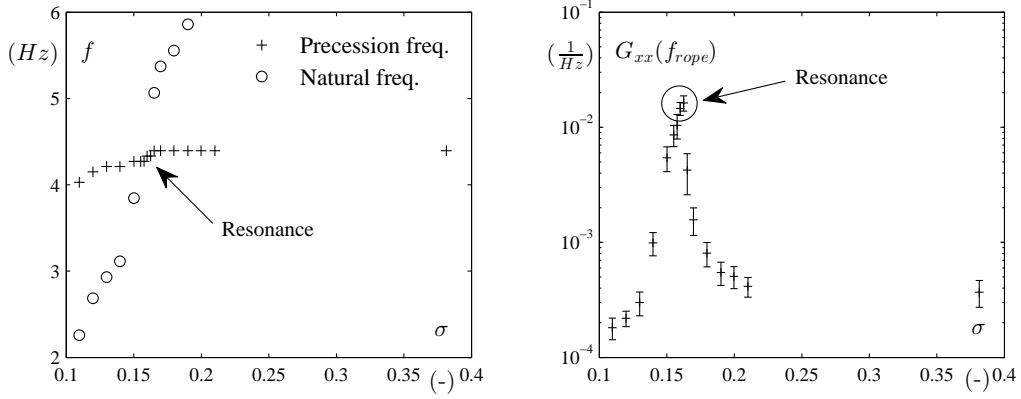 6
5
4
3
2
(Hz)
f
+ Precession freq.
○ Natural freq.
Resonance
σ
0.1 0.15 0.2 0.25 0.3 0.35 (-) 0.4
10⁻¹
10⁻²
10⁻³
10⁻⁴
(1/Hz)
G_xx(f_rope)
Resonance
σ
0.1 0.15 0.2 0.25 0.3 0.35 (-) 0.4